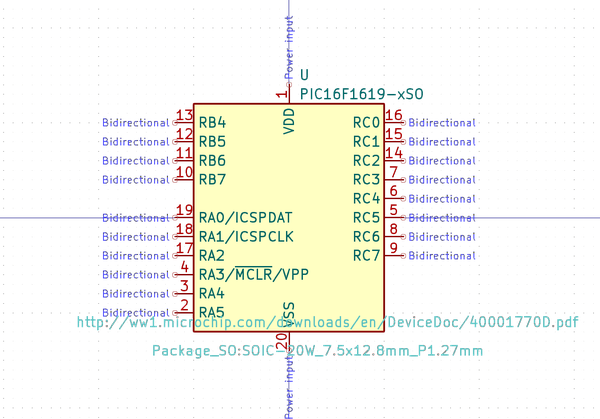 Power input
U
PIC16F1619-xSO
1
VDD
Bidirectional 13 RB4 RC0 16 Bidirectional
Bidirectional 12 RB5 RC1 15 Bidirectional
Bidirectional 11 RB6 RC2 14 Bidirectional
Bidirectional 10 RB7 RC3 7 Bidirectional
RC4 6 Bidirectional
Bidirectional 19 RA0/ICSPDAT RC5 5 Bidirectional
Bidirectional 18 RA1/ICSPCLK RC6 8 Bidirectional
Bidirectional 17 RA2 RC7 9 Bidirectional
Bidirectional 4 RA3/MCLR/VPP
Bidirectional 3 RA4
Bidirectional 2 RA5
VSS
http://ww1.microchip.com/downloads/en/DeviceDoc/40001770D.pdf
20
Package_SO:SOIC-20W_7.5x12.8mm_P1.27mm
Power input